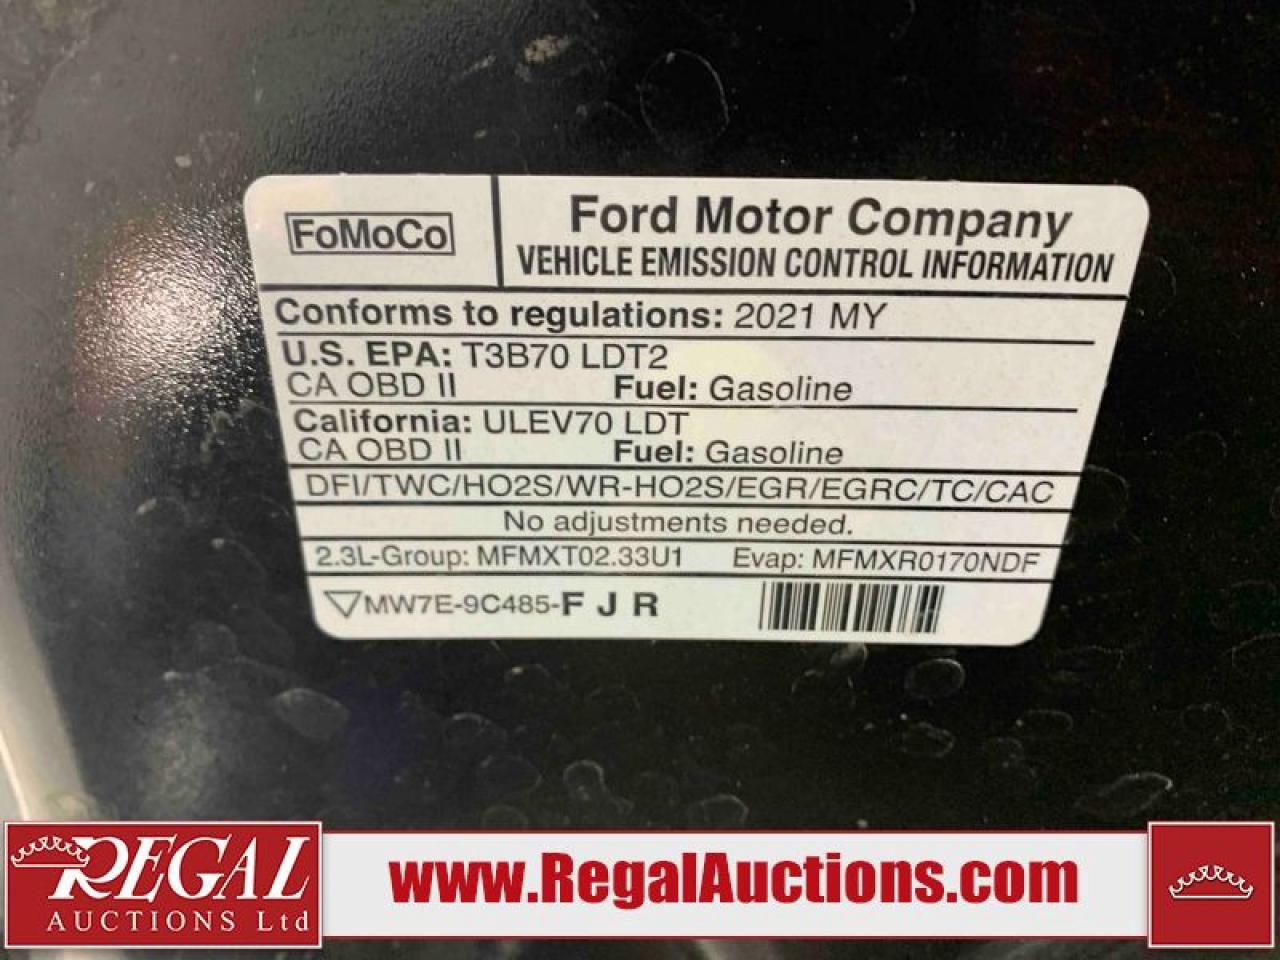 FoMoCo
Ford Motor Company
VEHICLE EMISSION CONTROL INFORMATION
Conforms to regulations: 2021 MY
U.S. EPA: T3B70 LDT2
CA OBD II Fuel: Gasoline
California: ULEV70 LDT
CA OBD II Fuel: Gasoline
DFI/TWC/HO2S/WR-HO2S/EGR/EGRC/TC/CAC
No adjustments needed.
2.3L-Group: MFMXT02.33U1 Evap: MFMXR0170NDF
MW7E-9C485-F J R
REGAL
AUCTIONS Ltd
www.RegalAuctions.com